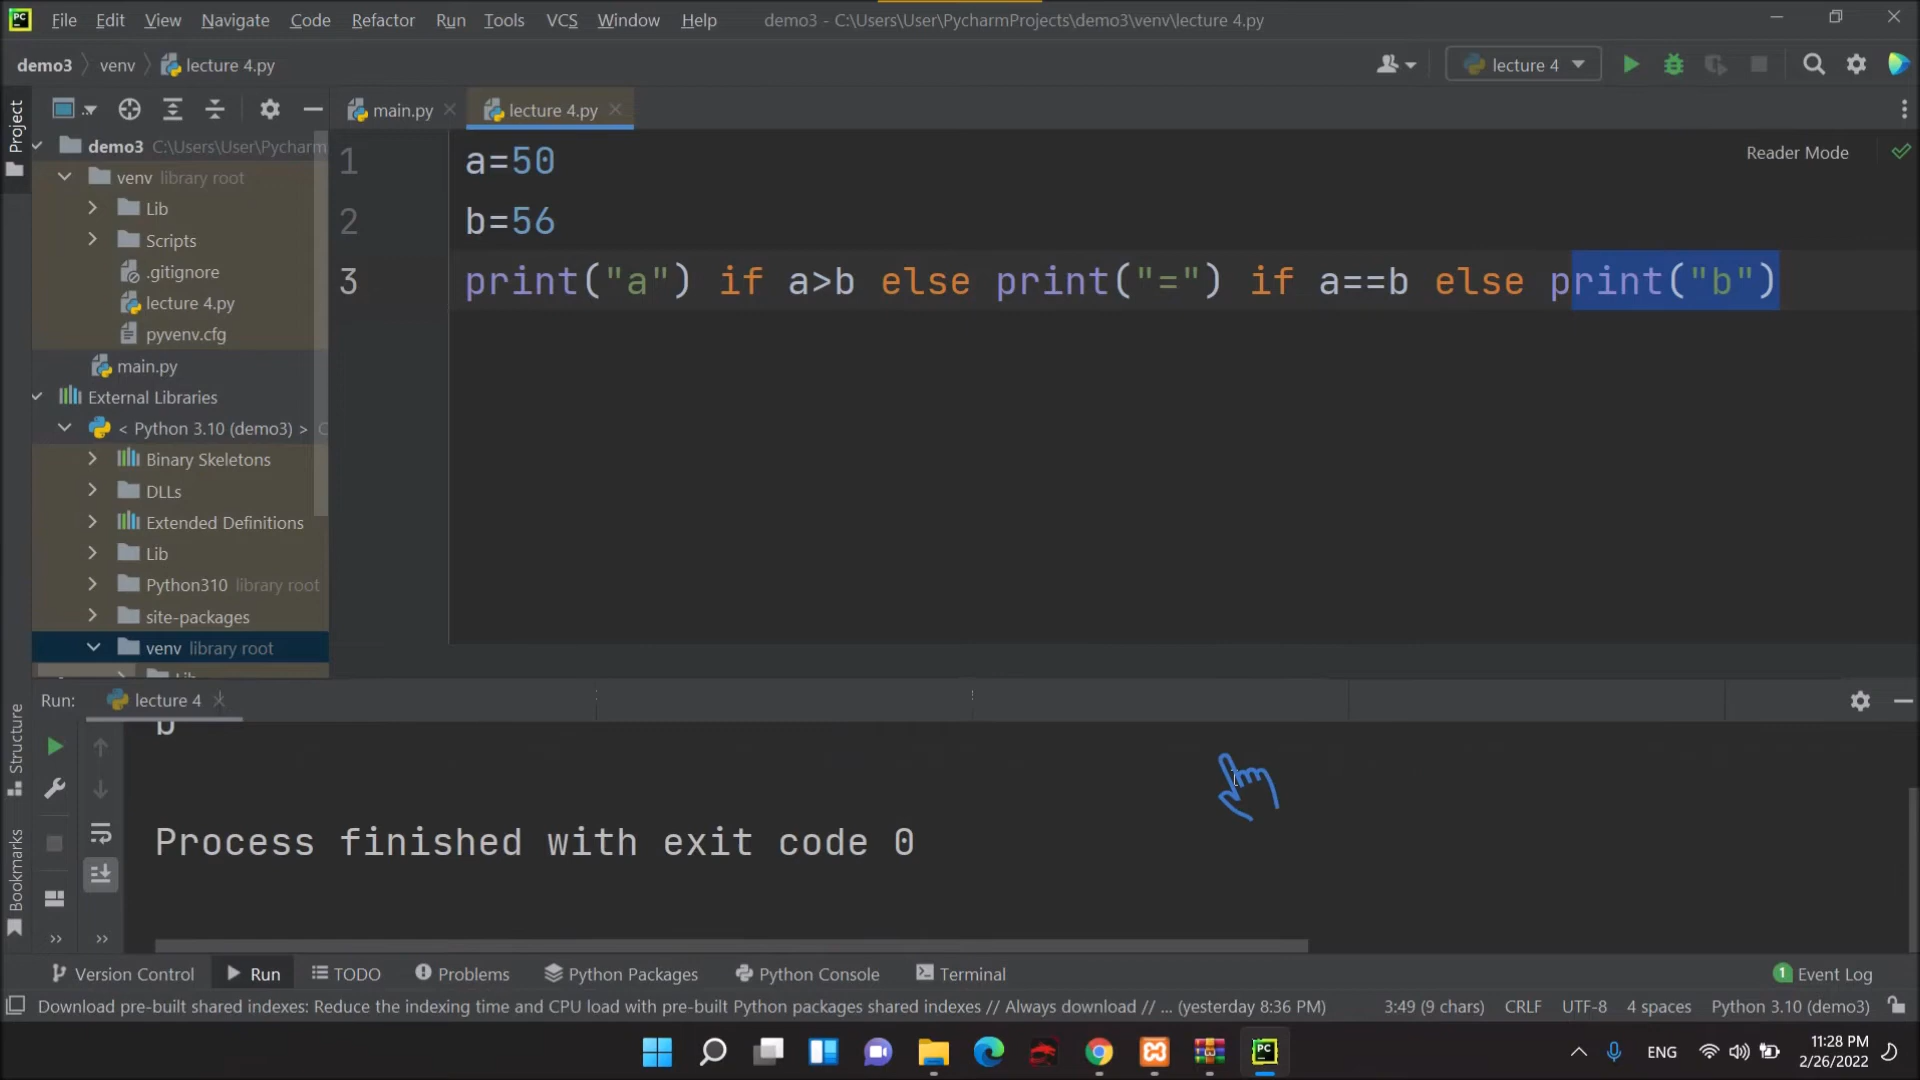 File Edit View Navigate Code Refactor Run Tools VCS Window Help demo3 - C:\Users\User\PycharmProjects\demo3\venv\lecture 4.py
demo3 venv lecture 4.py lecture 4
main.py lecture 4.py
Project
demo3 C:\Users\User\Pycharm
venv library root
Lib
Scripts
.gitignore
lecture 4.py
pyvenv.cfg
main.py
External Libraries
< Python 3.10 (demo3) > C
Binary Skeletons
DLLs
Extended Definitions
Lib
Python310 library root
site-packages
venv library root
Lib
Reader Mode
1 a=50
2 b=56
3 print("a") if a>b else print("=") if a==b else print("b")
Run: lecture 4
b
Process finished with exit code 0
Structure
Bookmarks
Version Control Run TODO Problems Python Packages Python Console Terminal 1 Event Log
Download pre-built shared indexes: Reduce the indexing time and CPU load with pre-built Python packages shared indexes // Always download // ... (yesterday 8:36 PM) 3:49 (9 chars) CRLF UTF-8 4 spaces Python 3.10 (demo3)
PC
ENG
11:28 PM
2/26/2022